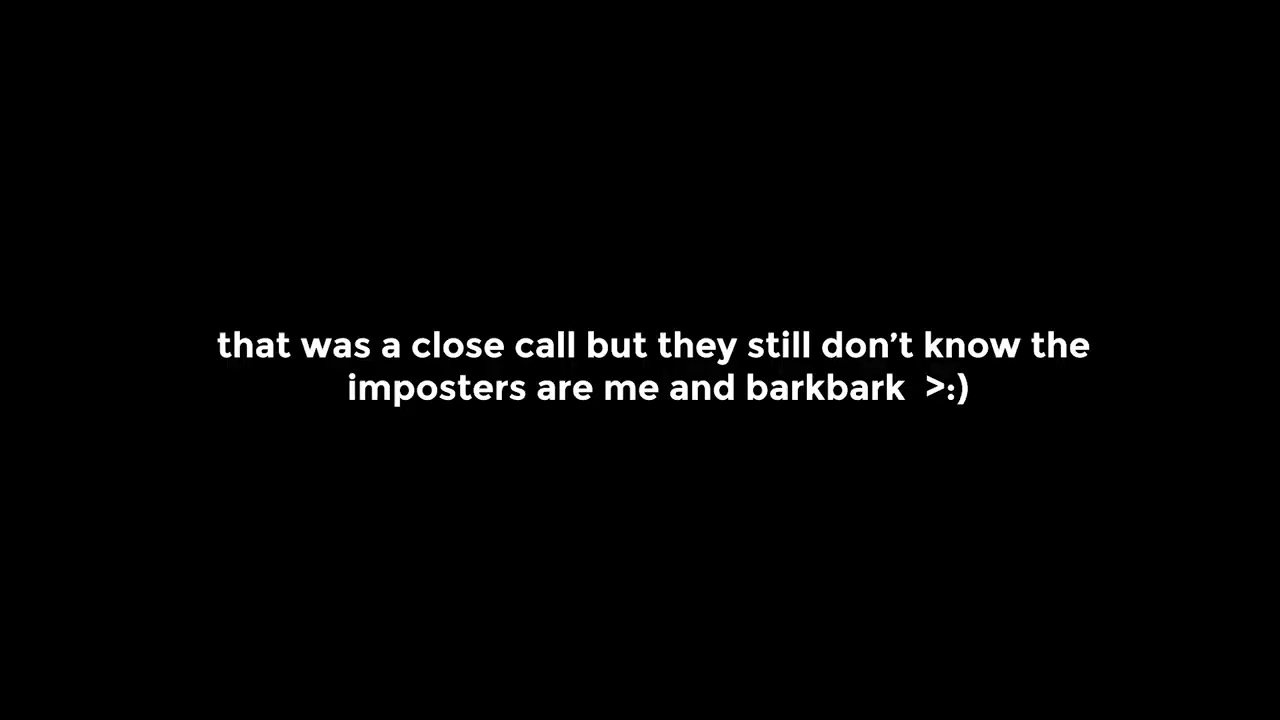 that was a close call but they still don’t know the
imposters are me and barkbark  >:)